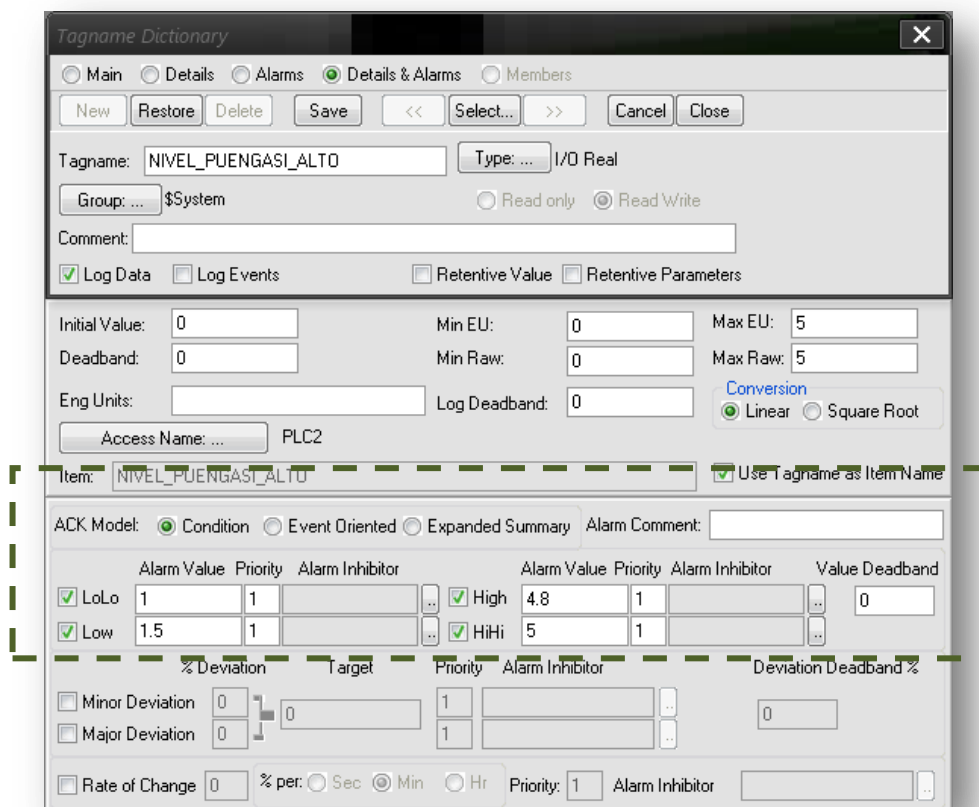 Tagname Dictionary
Main Details Alarms Details & Alarms Members
New Restore Delete Save << Select... >> Cancel Close
Tagname: NIVEL_PUENGASI_ALTO Type: ... I/O Real
Group: ... $System Read only Read Write
Comment:
Log Data Log Events Retentive Value Retentive Parameters
Initial Value: 0 Min EU: 0 Max EU: 5
Deadband: 0 Min Raw: 0 Max Raw: 5
Eng Units: Log Deadband: 0 Conversion
Linear Square Root
Access Name: ... PLC2
Item: NIVEL_PUENGASI_ALTO Use Tagname as Item Name
ACK Model: Condition Event Oriented Expanded Summary Alarm Comment:
Alarm Value Priority Alarm Inhibitor Alarm Value Priority Alarm Inhibitor Value Deadband
LoLo 1 1 .. High 4.8 1 .. 0
Low 1.5 1 .. HiHi 5 1 ..
% Deviation Target Priority Alarm Inhibitor Deviation Deadband %
Minor Deviation 0 0 1 .. 0
Major Deviation 0 1 ..
Rate of Change 0 % per: Sec Min Hr Priority: 1 Alarm Inhibitor ..